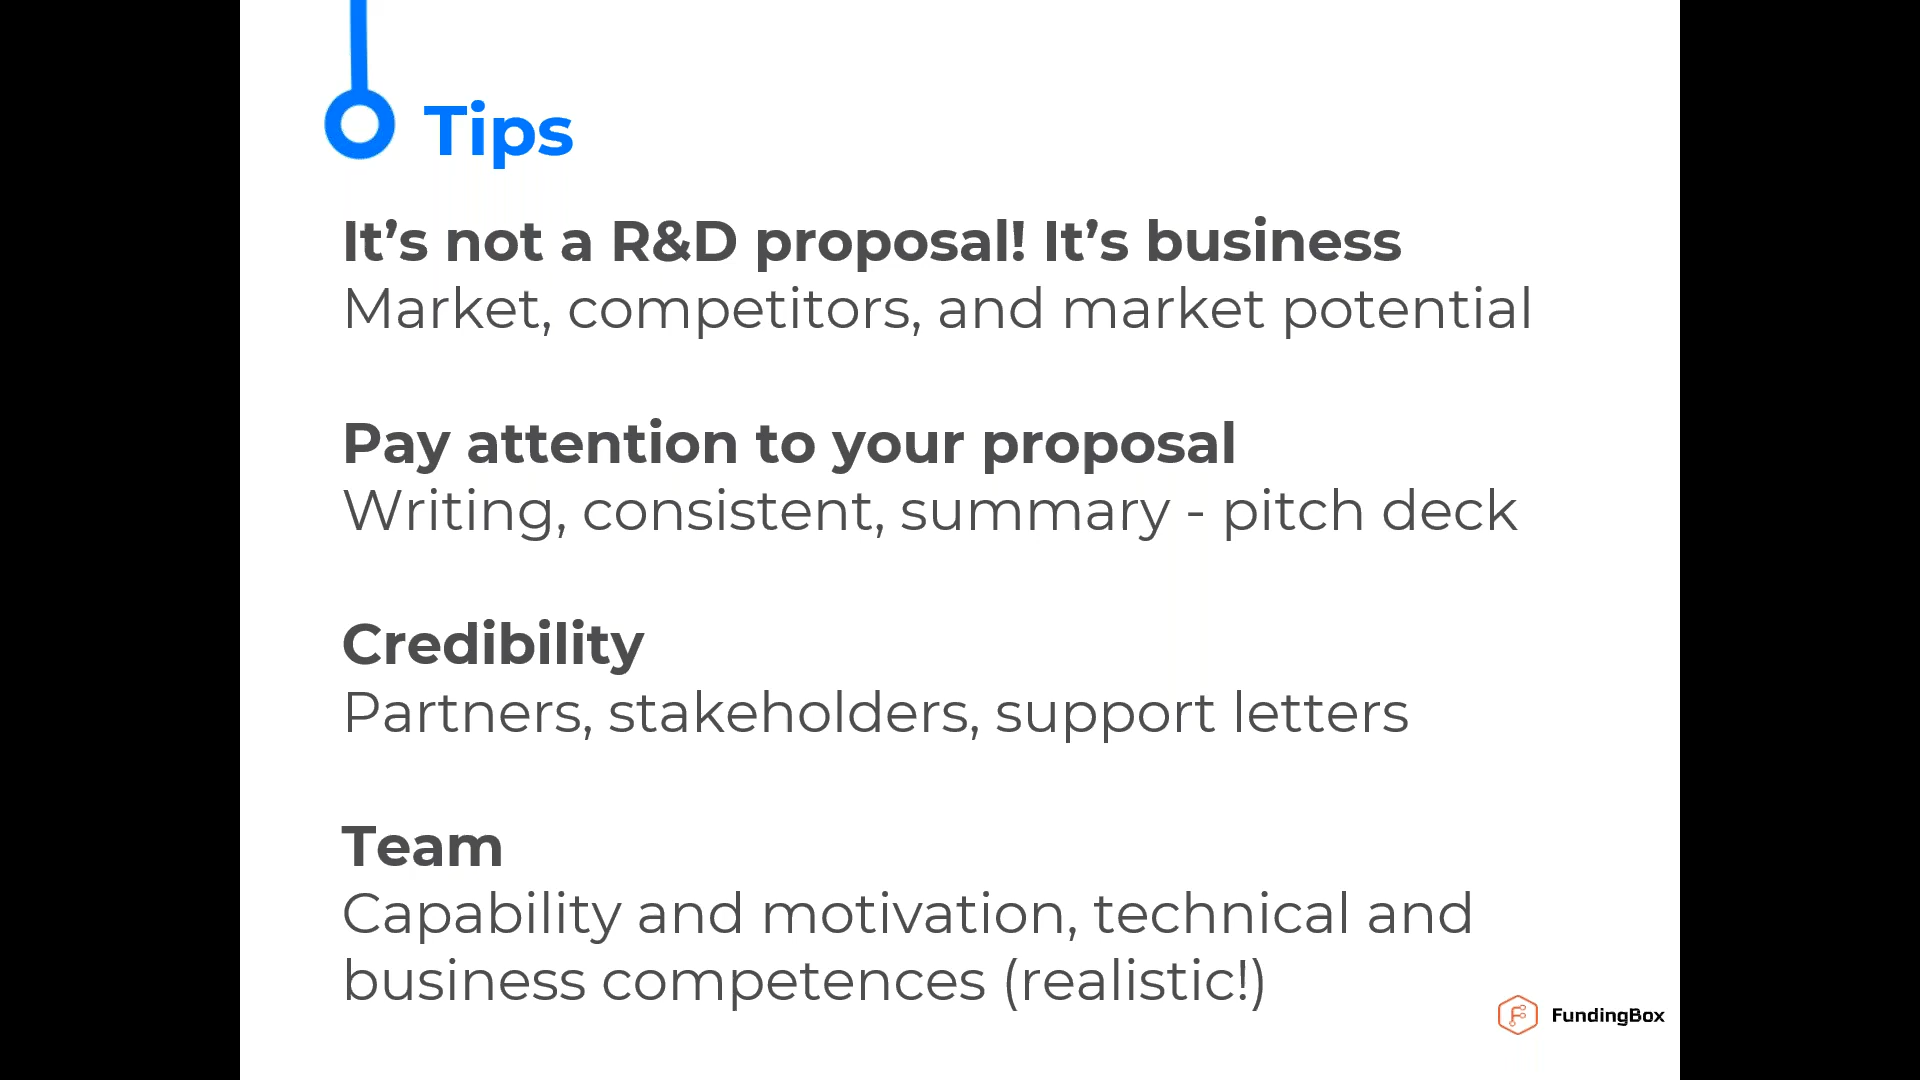 Tips
It’s not a R&D proposal! It’s business
Market, competitors, and market potential
Pay attention to your proposal
Writing, consistent, summary - pitch deck
Credibility
Partners, stakeholders, support letters
Team
Capability and motivation, technical and
business competences (realistic!)
FundingBox